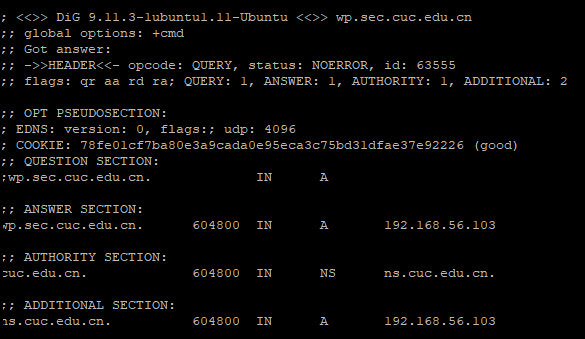 ; <<>> DiG 9.11.3-1ubuntu1.11-Ubuntu <<>> wp.sec.cuc.edu.cn
;; global options: +cmd
;; Got answer:
;; ->>HEADER<<- opcode: QUERY, status: NOERROR, id: 63555
;; flags: qr aa rd ra; QUERY: 1, ANSWER: 1, AUTHORITY: 1, ADDITIONAL: 2
;; OPT PSEUDOSECTION:
; EDNS: version: 0, flags:; udp: 4096
; COOKIE: 78fe01cf7ba80e3a9cada0e95eca3c75bd31dfae37e92226 (good)
;; QUESTION SECTION:
;wp.sec.cuc.edu.cn. IN A
;; ANSWER SECTION:
wp.sec.cuc.edu.cn. 604800 IN A 192.168.56.103
;; AUTHORITY SECTION:
cuc.edu.cn. 604800 IN NS ns.cuc.edu.cn.
;; ADDITIONAL SECTION:
ns.cuc.edu.cn. 604800 IN A 192.168.56.103